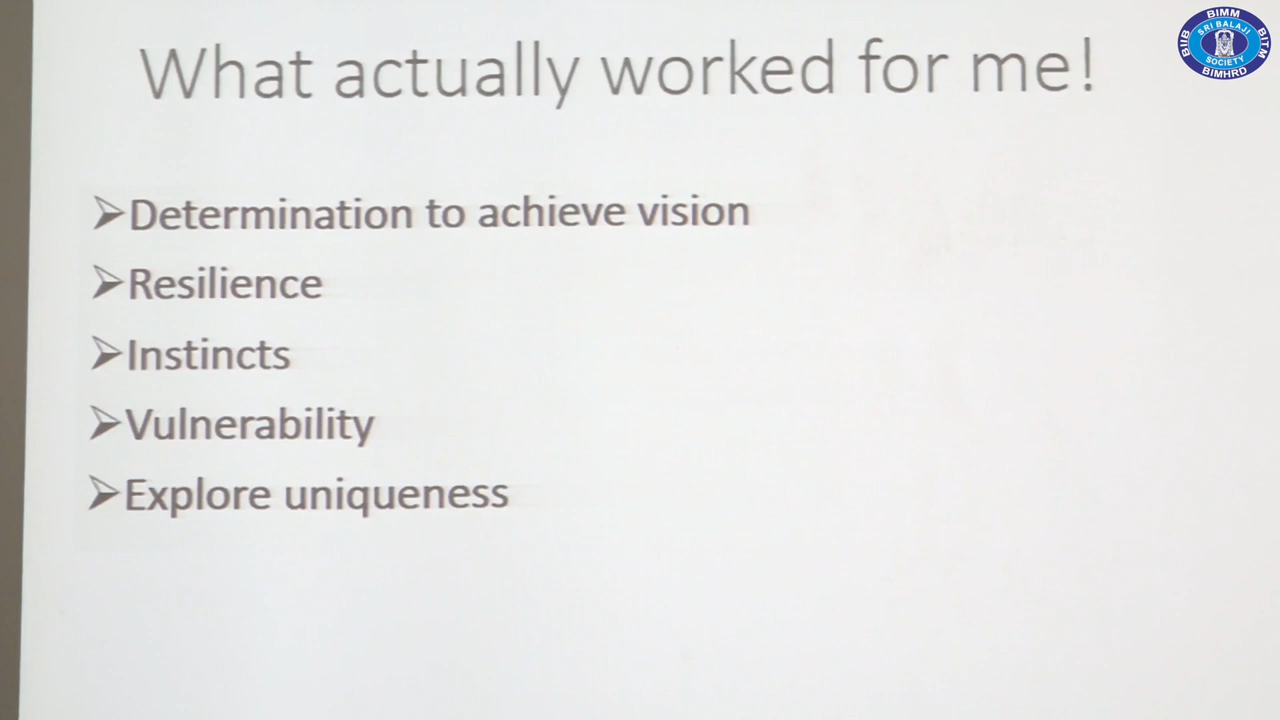 What actually worked for me!
➢Determination to achieve vision
➢Resilience
➢Instincts
➢Vulnerability
➢Explore uniqueness
BIMM
BIIB
SRI BALAJI
BITM
SOCIETY
BIMHRD